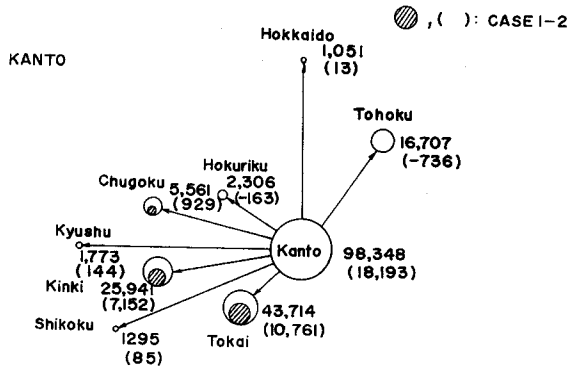 , ( ): CASE 1-2
KANTO
Hokkaido
1,051
(13)
Tohoku
16,707
(-736)
Hokuriku
2,306
(-163)
Chugoku
5,561
(929)
Kyushu
1,773
(144)
Kanto
98,348
(18,193)
Kinki
25,941
(7,152)
Tokai
43,714
(10,761)
Shikoku
1295
(85)